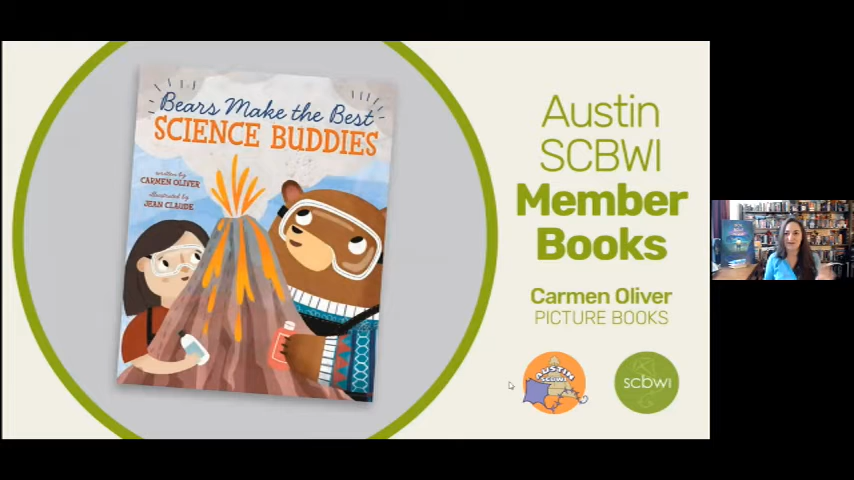 Bears Make the Best
SCIENCE BUDDIES
written by
CARMEN OLIVER
illustrated by
JEAN CLAUDE
Austin
SCBWI
Member
Books
Carmen Oliver
PICTURE BOOKS
AUSTIN
SCBWI
scbwi